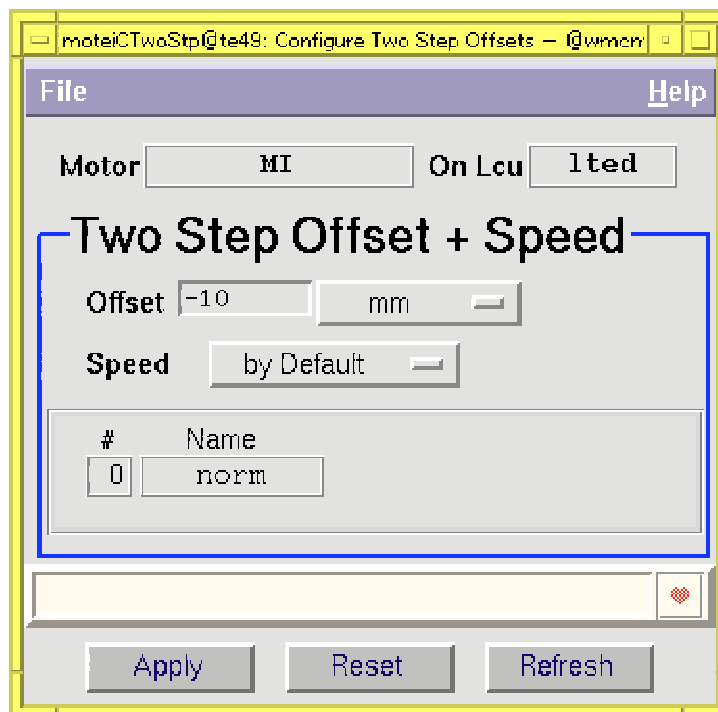 moteiCTwoStp@te49: Configure Two Step Offsets – @wmcm
File Help
Motor MI On Lcu lted
Two Step Offset + Speed
Offset -10 mm
Speed by Default
# Name
0 norm
Apply Reset Refresh